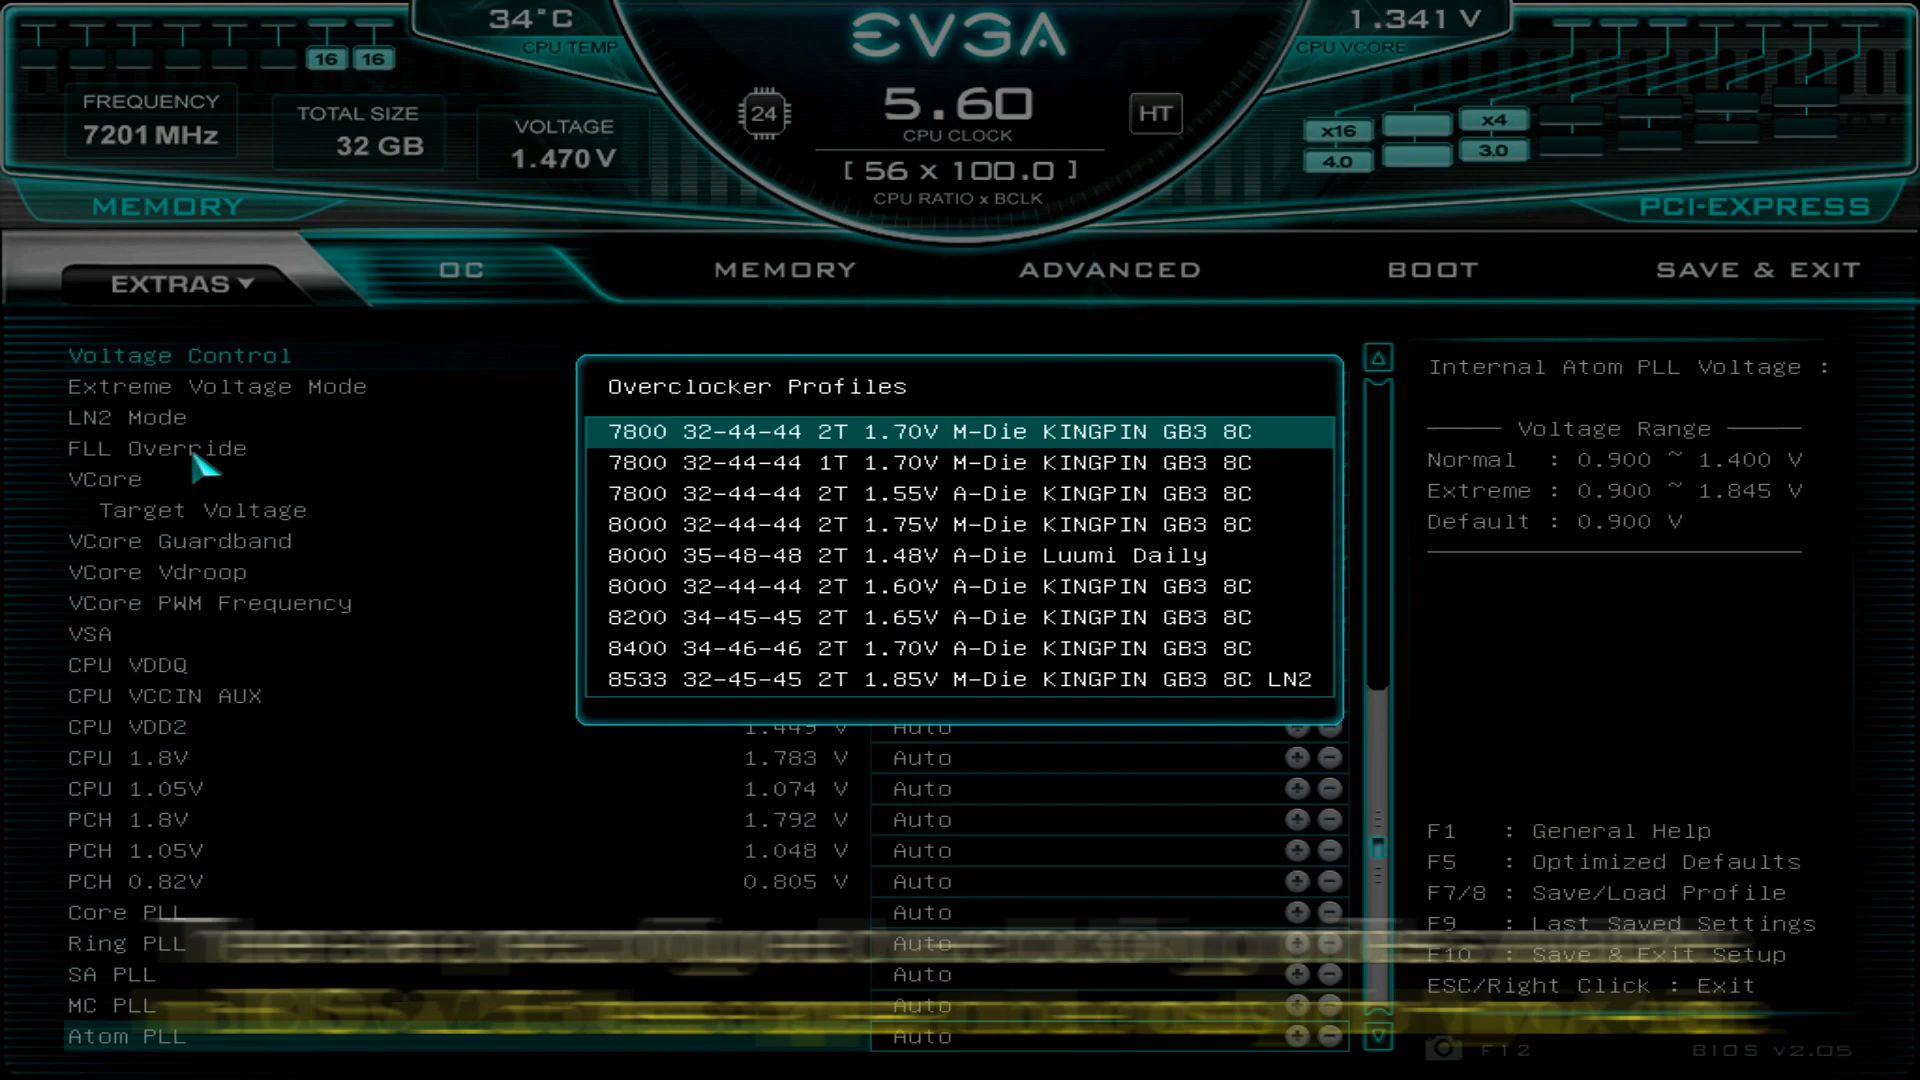 34°C
CPU TEMP
EVGA
1.341 V
CPU VCORE
16 16
FREQUENCY
7201 MHz
TOTAL SIZE
32 GB
VOLTAGE
1.470 V
24
5.60
CPU CLOCK
HT
[ 56 x 100.0 ]
CPU RATIO x BCLK
x16
4.0
x4
3.0
MEMORY
PCI-EXPRESS
EXTRAS
OC
MEMORY
ADVANCED
BOOT
SAVE & EXIT
Voltage Control
Extreme Voltage Mode
LN2 Mode
FLL Override
VCore
Target Voltage
VCore Guardband
VCore Vdroop
VCore PWM Frequency
VSA
CPU VDDQ
CPU VCCIN AUX
CPU VDD2 1.449 V Auto
CPU 1.8V 1.783 V Auto
CPU 1.05V 1.074 V Auto
PCH 1.8V 1.792 V Auto
PCH 1.05V 1.048 V Auto
PCH 0.82V 0.805 V Auto
Core PLL Auto
Ring PLL Auto
SA PLL Auto
MC PLL Auto
Atom PLL Auto
Overclocker Profiles
7800 32-44-44 2T 1.70V M-Die KINGPIN GB3 8C
7800 32-44-44 1T 1.70V M-Die KINGPIN GB3 8C
7800 32-44-44 2T 1.55V A-Die KINGPIN GB3 8C
8000 32-44-44 2T 1.75V M-Die KINGPIN GB3 8C
8000 35-48-48 2T 1.48V A-Die Luumi Daily
8000 32-44-44 2T 1.60V A-Die KINGPIN GB3 8C
8200 34-45-45 2T 1.65V A-Die KINGPIN GB3 8C
8400 34-46-46 2T 1.70V A-Die KINGPIN GB3 8C
8533 32-45-45 2T 1.85V M-Die KINGPIN GB3 8C LN2
Internal Atom PLL Voltage :
Voltage Range
Normal : 0.900 ~ 1.400 V
Extreme : 0.900 ~ 1.845 V
Default : 0.900 V
F1 : General Help
F5 : Optimized Defaults
F7/8 : Save/Load Profile
F9 : Last Saved Settings
F10 : Save & Exit Setup
ESC/Right Click : Exit
F12
BIOS v2.05